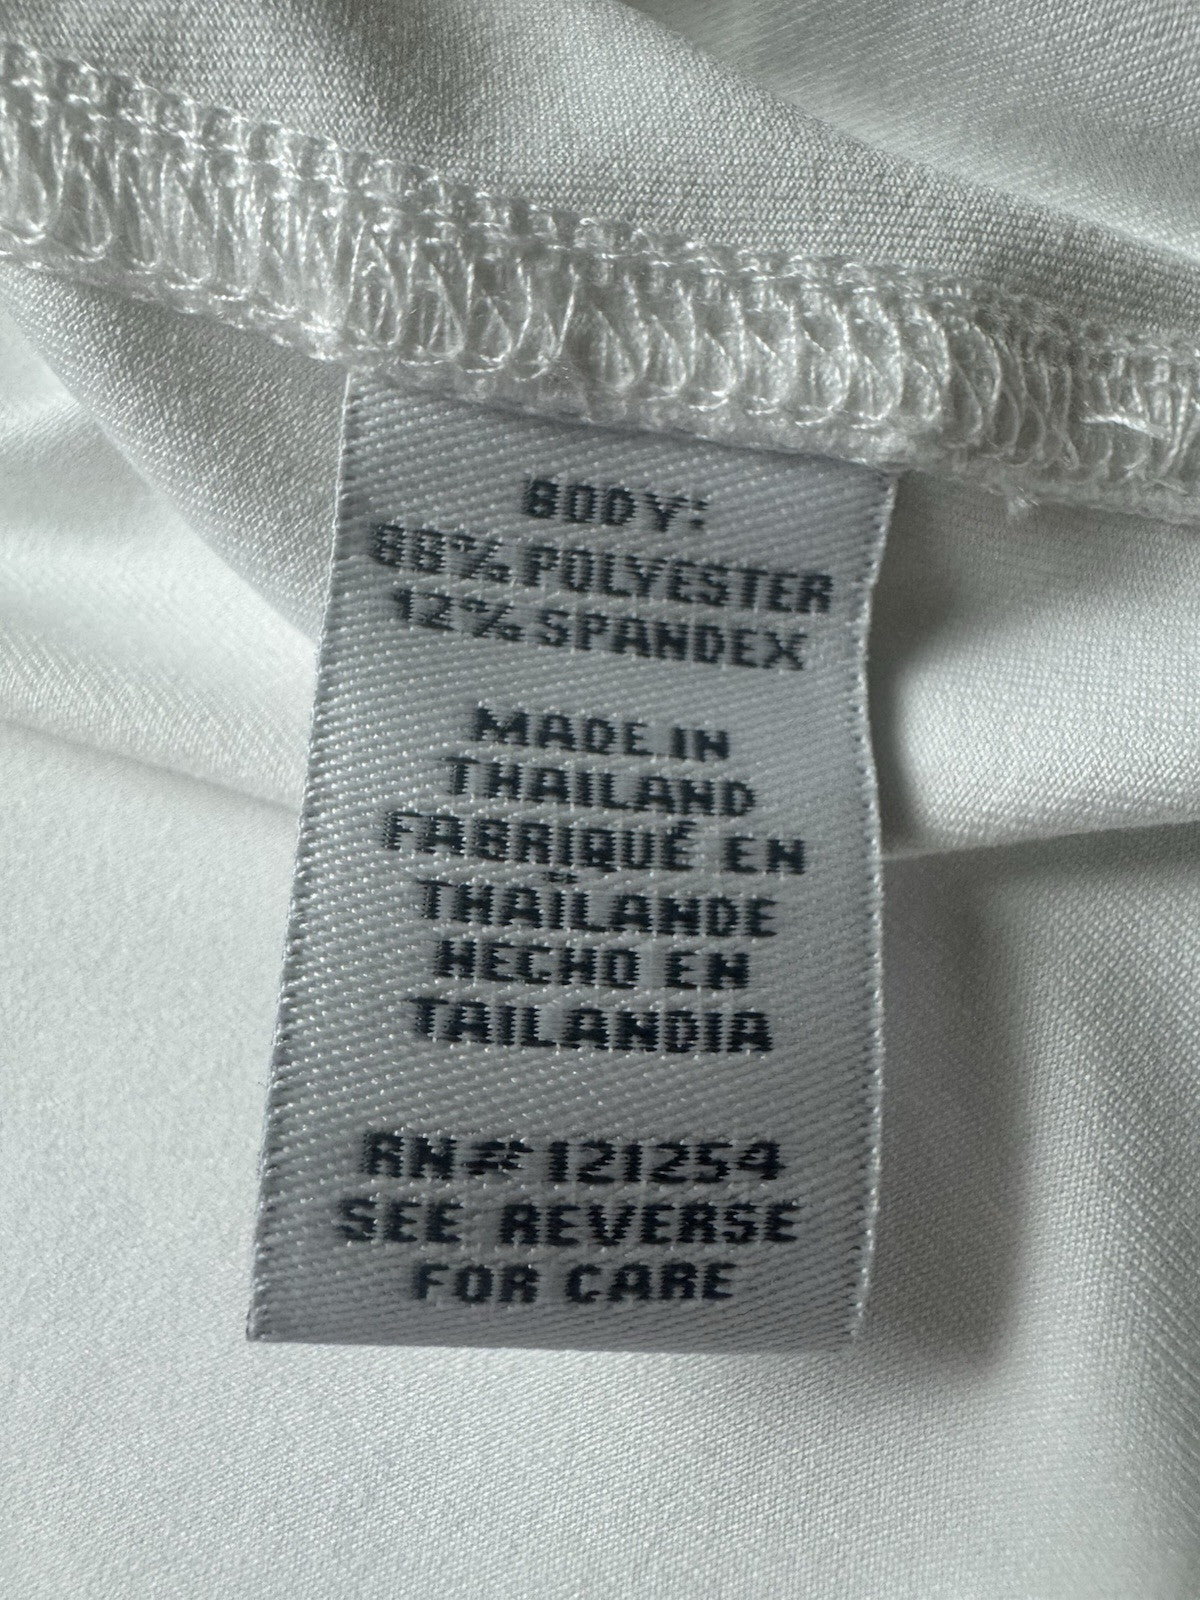 BODY:
88% POLYESTER
12% SPANDEX
MADE IN
THAILAND
FABRIQUÉ EN
THAÏLANDE
HECHO EN
TAILANDIA
RN# 121254
SEE REVERSE
FOR CARE